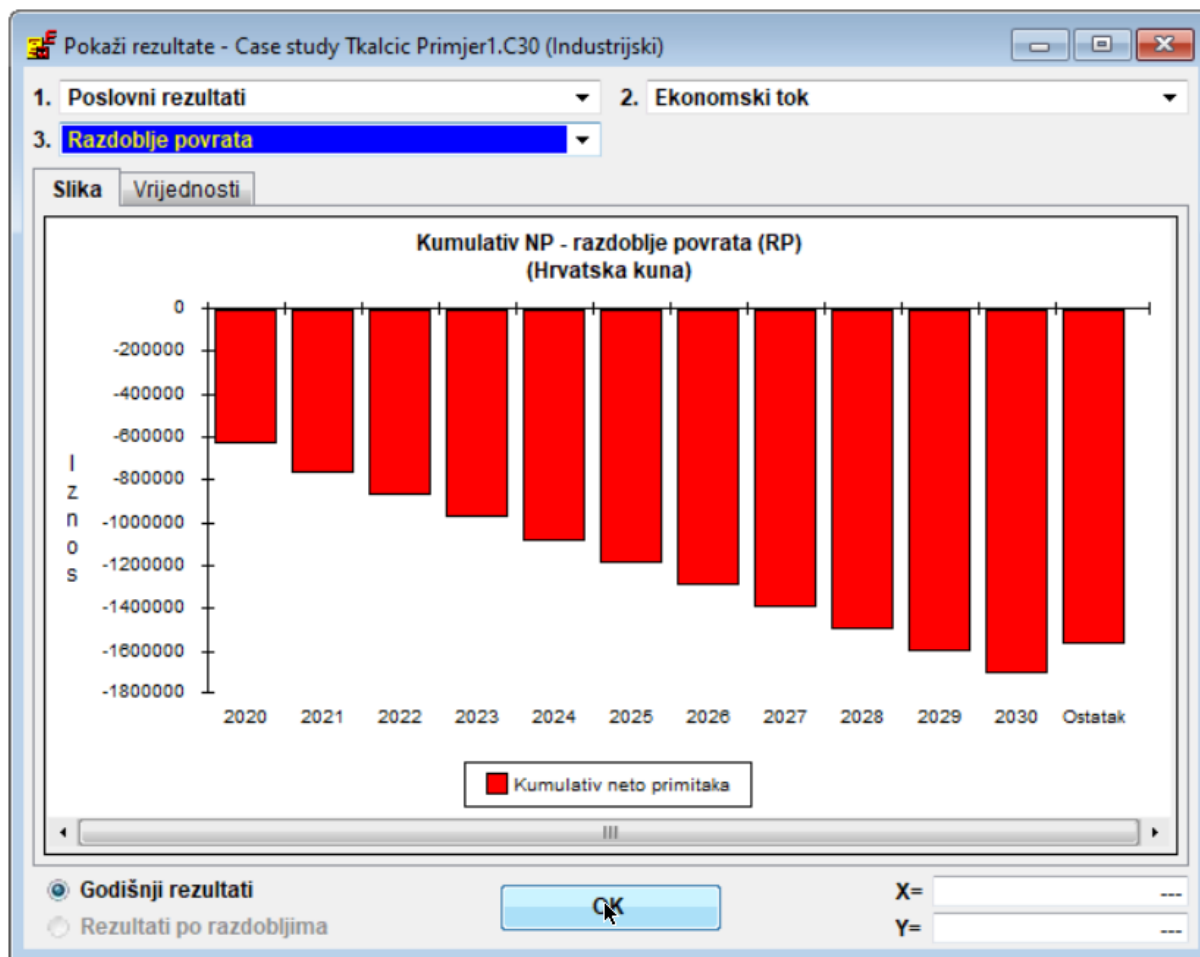 Pokaži rezultate - Case study Tkalcic Primjer1.C30 (Industrijski)
1. Poslovni rezultati
2. Ekonomski tok
3. Razdoblje povrata
Slika Vrijednosti
Kumulativ NP - razdoblje povrata (RP)
(Hrvatska kuna)
Iznos
0
-200000
-400000
-600000
-800000
-1000000
-1200000
-1400000
-1600000
-1800000
2020 2021 2022 2023 2024 2025 2026 2027 2028 2029 2030 Ostatak
Kumulativ neto primitaka
Godišnji rezultati
Rezultati po razdobljima
OK
X= ---
Y= ---